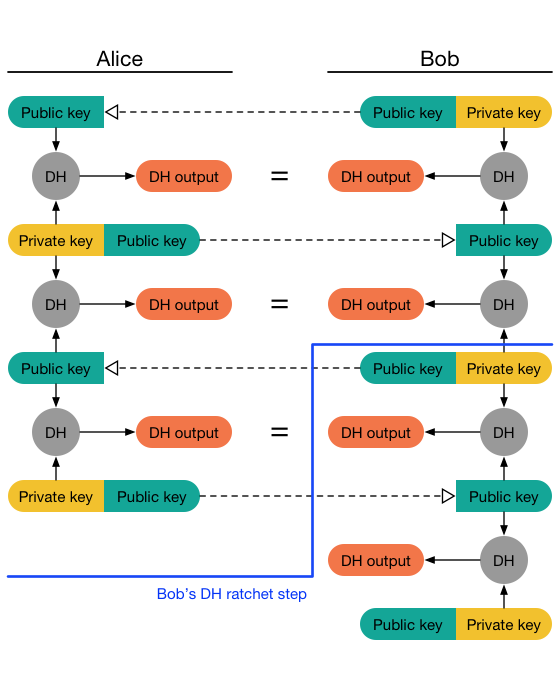 Alice Bob
Public key Public key Private key
DH DH output = DH output DH
Private key Public key Public key
DH DH output = DH output DH
Public key Public key Private key
DH DH output = DH output DH
Private key Public key Public key
DH output DH
Bob's DH ratchet step
Public key Private key